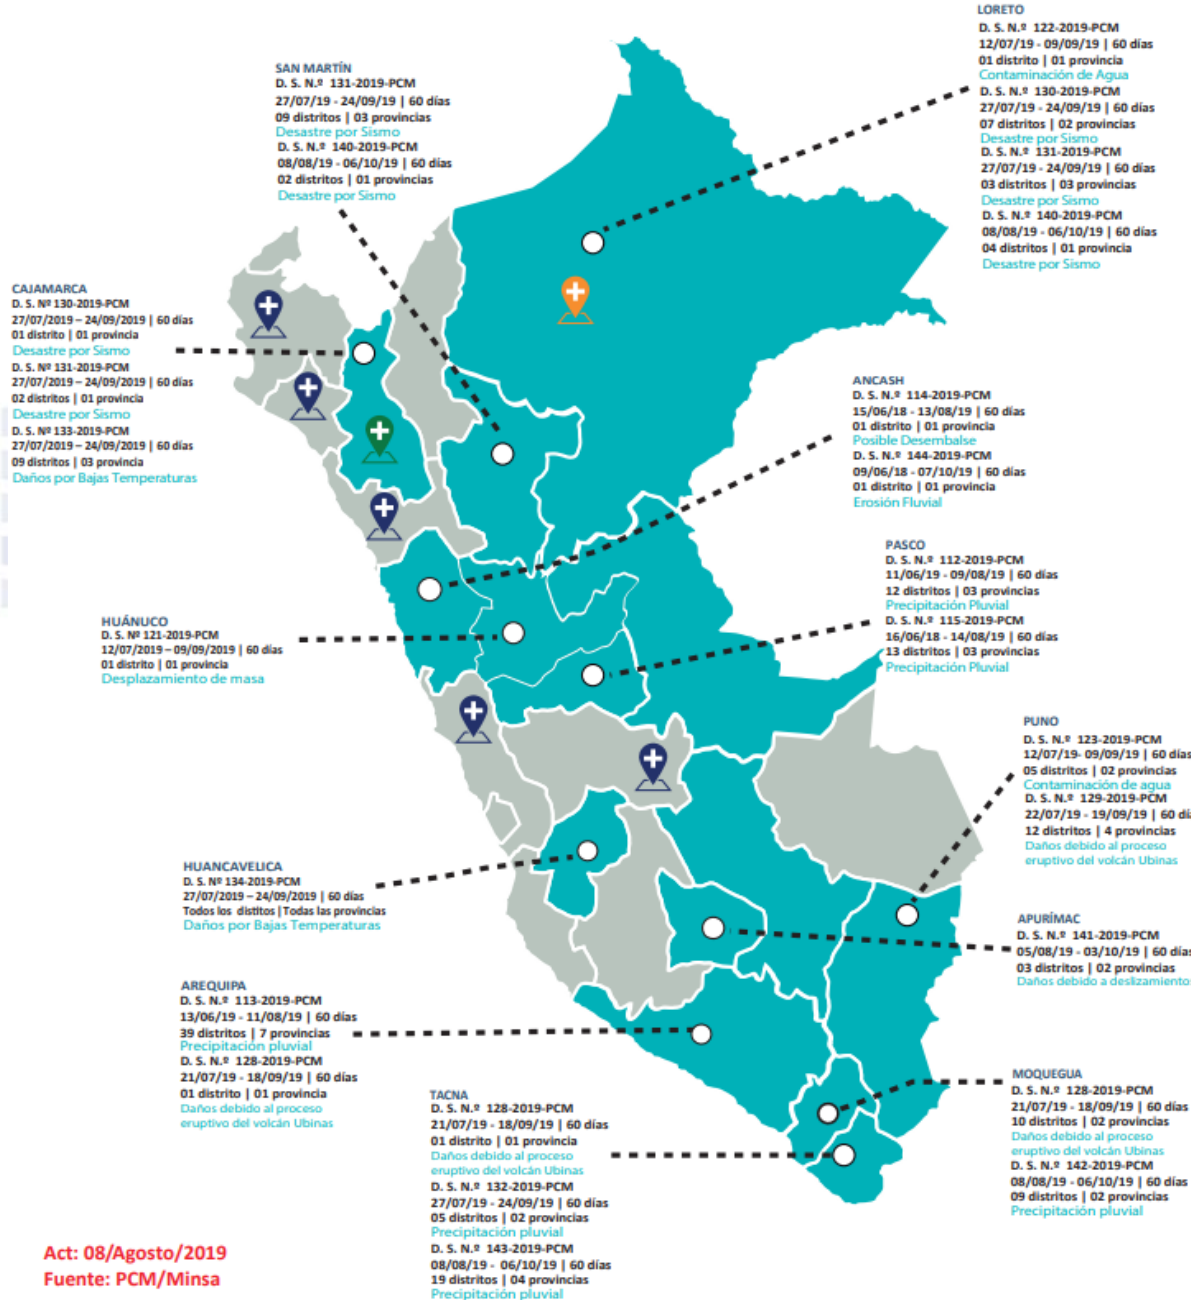 LORETO
D. S. N.º 122-2019-PCM
12/07/19 - 09/09/19 | 60 días
01 distrito | 01 provincia
Contaminación de Agua
D. S. N.º 130-2019-PCM
27/07/19 - 24/09/19 | 60 días
07 distritos | 02 provincias
Desastre por Sismo
D. S. N.º 131-2019-PCM
27/07/19 - 24/09/19 | 60 días
03 distritos | 03 provincias
Desastre por Sismo
D. S. N.º 140-2019-PCM
08/08/19 - 06/10/19 | 60 días
04 distritos | 01 provincia
Desastre por Sismo
SAN MARTÍN
D. S. N.º 131-2019-PCM
27/07/19 - 24/09/19 | 60 días
09 distritos | 03 provincias
Desastre por Sismo
D. S. N.º 140-2019-PCM
08/08/19 - 06/10/19 | 60 días
02 distritos | 01 provincias
Desastre por Sismo
CAJAMARCA
D. S. Nº 130-2019-PCM
27/07/2019 – 24/09/2019 | 60 días
01 distrito | 01 provincia
Desastre por Sismo
D. S. Nº 131-2019-PCM
27/07/2019 – 24/09/2019 | 60 días
02 distritos | 01 provincia
Desastre por Sismo
D. S. Nº 133-2019-PCM
27/07/2019 – 24/09/2019 | 60 días
09 distritos | 03 provincia
Daños por Bajas Temperaturas
ANCASH
D. S. N.º 114-2019-PCM
15/06/18 - 13/08/19 | 60 días
01 distrito | 01 provincia
Posible Desembalse
D. S. N.º 144-2019-PCM
09/06/18 - 07/10/19 | 60 días
01 distrito | 01 provincia
Erosión Fluvial
PASCO
D. S. N.º 112-2019-PCM
11/06/19 - 09/08/19 | 60 días
12 distritos | 03 provincias
Precipitación Pluvial
D. S. N.º 115-2019-PCM
16/06/18 - 14/08/19 | 60 días
13 distritos | 03 provincias
Precipitación Pluvial
HUÁNUCO
D. S. Nº 121-2019-PCM
12/07/2019 – 09/09/2019 | 60 días
01 distrito | 01 provincia
Desplazamiento de masa
PUNO
D. S. N.º 123-2019-PCM
12/07/19- 09/09/19 | 60 días
05 distritos | 02 provincias
Contaminación de agua
D. S. N.º 129-2019-PCM
22/07/19 - 19/09/19 | 60 día
12 distritos | 4 provincias
Daños debido al proceso
eruptivo del volcán Ubinas
HUANCAVELICA
D. S. Nº 134-2019-PCM
27/07/2019 – 24/09/2019 | 60 días
Todos los distitos | Todas las provincias
Daños por Bajas Temperaturas
APURÍMAC
D. S. N.º 141-2019-PCM
05/08/19 - 03/10/19 | 60 días
03 distritos | 02 provincias
Daños debido a deslizamiento
AREQUIPA
D. S. N.º 113-2019-PCM
13/06/19 - 11/08/19 | 60 días
39 distritos | 7 provincias
Precipitación pluvial
D. S. N.º 128-2019-PCM
21/07/19 - 18/09/19 | 60 días
01 distrito | 01 provincia
Daños debido al proceso
eruptivo del volcán Ubinas
MOQUEGUA
D. S. N.º 128-2019-PCM
21/07/19 - 18/09/19 | 60 días
10 distritos | 02 provincias
Daños debido al proceso
eruptivo del volcán Ubinas
D. S. N.º 142-2019-PCM
08/08/19 - 06/10/19 | 60 días
09 distritos | 02 provincias
Precipitación pluvial
TACNA
D. S. N.º 128-2019-PCM
21/07/19 - 18/09/19 | 60 días
01 distrito | 01 provincia
Daños debido al proceso
eruptivo del volcán Ubinas
D. S. N.º 132-2019-PCM
27/07/19 - 24/09/19 | 60 días
05 distritos | 02 provincias
Precipitación pluvial
D. S. N.º 143-2019-PCM
08/08/19 - 06/10/19 | 60 días
19 distritos | 04 provincias
Precipitación pluvial
Act: 08/Agosto/2019
Fuente: PCM/Minsa